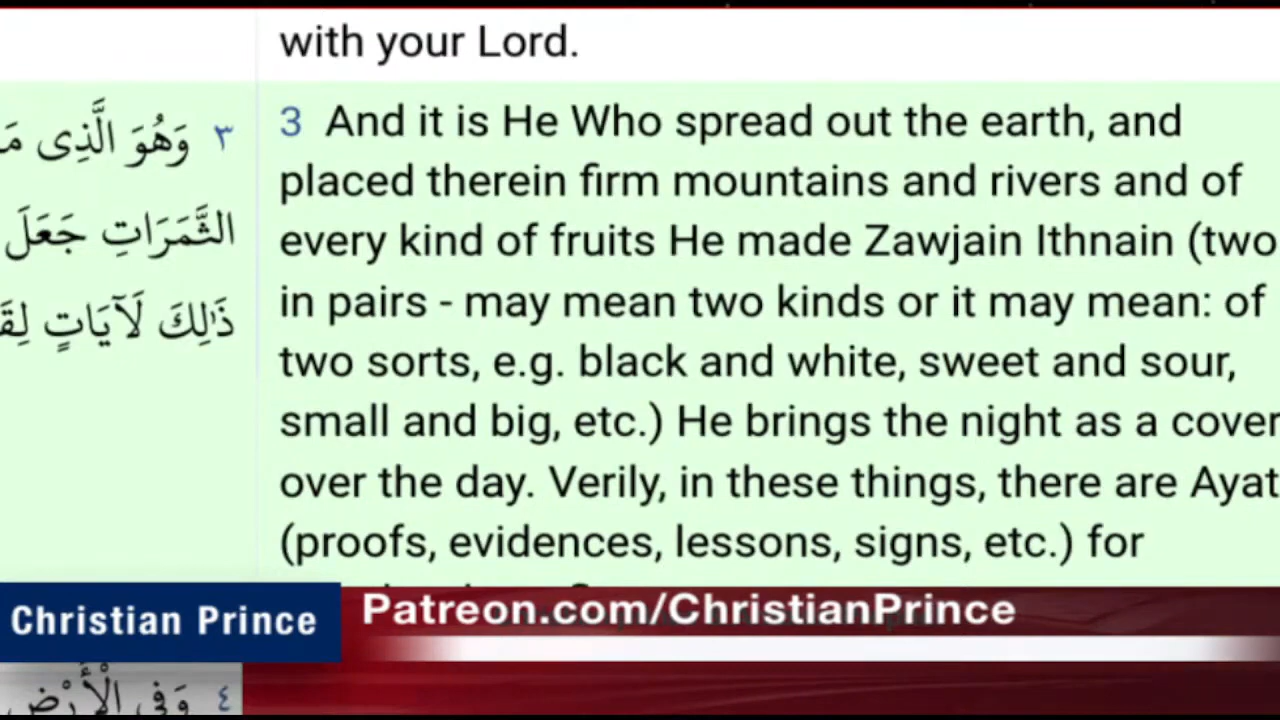 with your Lord.
٣ وَهُوَ الَّذِى
الثَّمَرَاتِ جَعَلَ
ذَٰلِكَ لَآيَاتٍ
3 And it is He Who spread out the earth, and
placed therein firm mountains and rivers and of
every kind of fruits He made Zawjain Ithnain (two
in pairs - may mean two kinds or it may mean: of
two sorts, e.g. black and white, sweet and sour,
small and big, etc.) He brings the night as a cover
over the day. Verily, in these things, there are Ayat
(proofs, evidences, lessons, signs, etc.) for
Christian Prince
Patreon.com/ChristianPrince
٤ وَفِى الْأَرْضِ